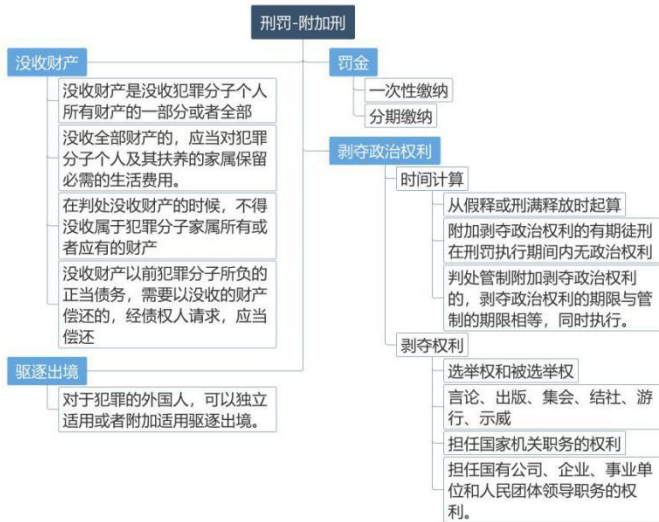 刑罚-附加刑
没收财产
没收财产是没收犯罪分子个人
所有财产的一部分或者全部
没收全部财产的，应当对犯罪
分子个人及其扶养的家属保留
必需的生活费用。
在判处没收财产的时候，不得
没收属于犯罪分子家属所有或
者应有的财产
没收财产以前犯罪分子所负的
正当债务，需要以没收的财产
偿还的，经债权人请求，应当
偿还
驱逐出境
对于犯罪的外国人，可以独立
适用或者附加适用驱逐出境。
罚金
一次性缴纳
分期缴纳
剥夺政治权利
时间计算
从假释或刑满释放时起算
附加剥夺政治权利的有期徒刑
在刑罚执行期间内无政治权利
判处管制附加剥夺政治权利
的，剥夺政治权利的期限与管
制的期限相等，同时执行。
剥夺权利
选举权和被选举权
言论、出版、集会、结社、游
行、示威
担任国家机关职务的权利
担任国有公司、企业、事业单
位和人民团体领导职务的权
利。